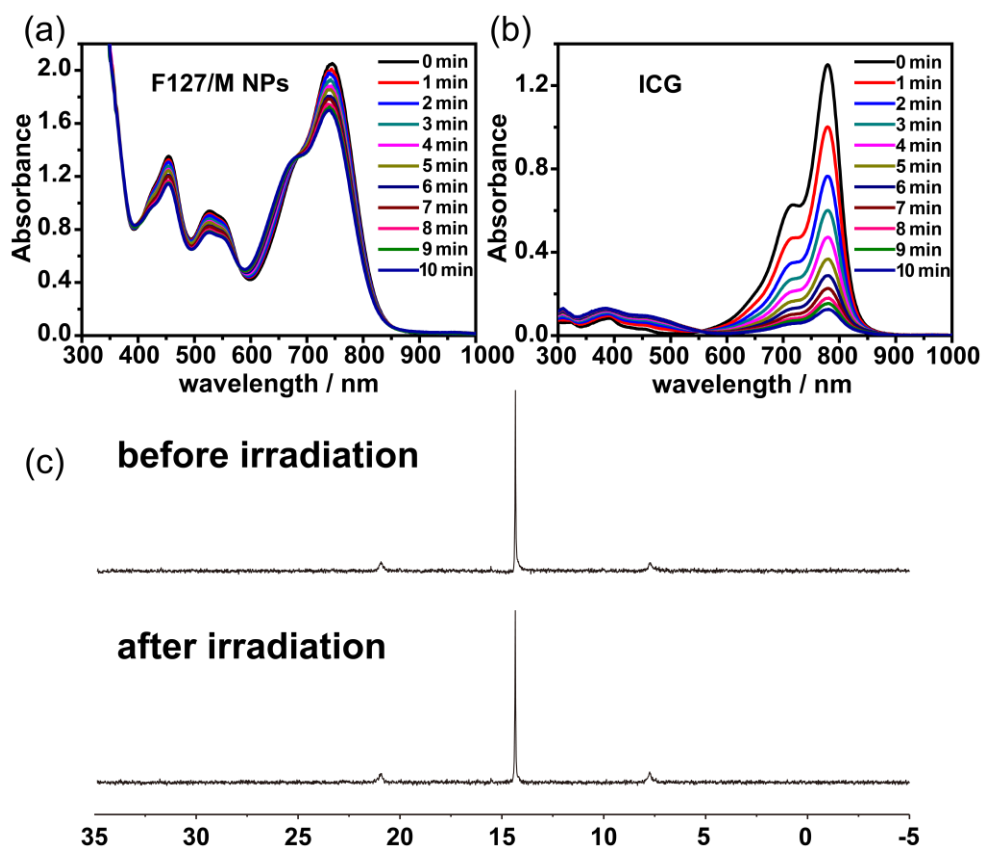 (a)
F127/M NPs
2.0
1.6
1.2
0.8
0.4
0.0
Absorbance
300 400 500 600 700 800 900 1000
wavelength / nm
0 min
1 min
2 min
3 min
4 min
5 min
6 min
7 min
8 min
9 min
10 min
(b)
ICG
1.2
0.8
0.4
0.0
Absorbance
300 400 500 600 700 800 900 1000
wavelength / nm
0 min
1 min
2 min
3 min
4 min
5 min
6 min
7 min
8 min
9 min
10 min
(c)
before irradiation
after irradiation
35 30 25 20 15 10 5 0 -5